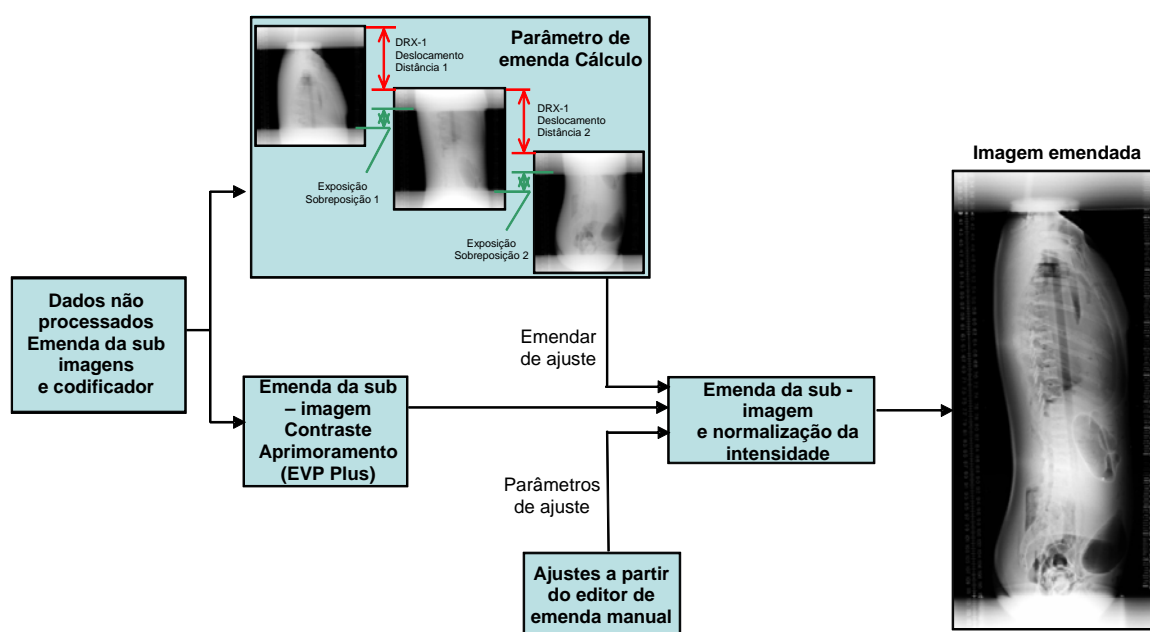 DRX-1
Deslocamento
Distância 1
Parâmetro de
emenda Cálculo
DRX-1
Deslocamento
Distância 2
Exposição
Sobreposição 1
Exposição
Sobreposição 2
Imagem emendada
Dados não
processados
Emenda da sub
imagens
e codificador
Emendar
de ajuste
Emenda da sub
– imagem
Contraste
Aprimoramento
(EVP Plus)
Emenda da sub -
imagem
e normalização da
intensidade
Parâmetros
de ajuste
Ajustes a partir
do editor de
emenda manual